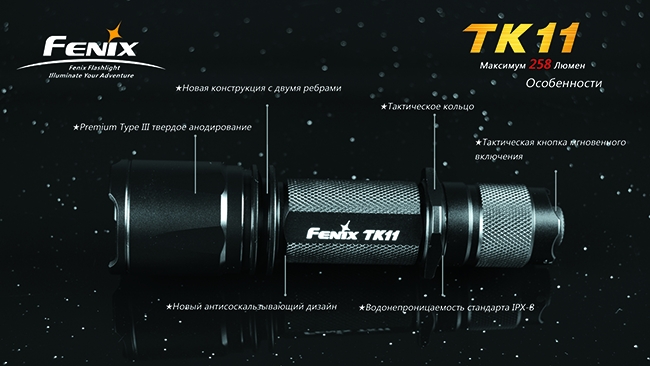 FENIX
Fenix Flashlight
Illuminate Your Adventure
TK11
Максимум 258 Люмен
Особенности
★Новая конструкция с двумя ребрами
★Тактическое кольцо
★Premium Type III твердое анодирование
★Тактическая кнопка мгновенного
включения
FENIX TK11
★Новый антисоскальтывающий дизайн
★Водонепроницаемость стандарта IPX-8